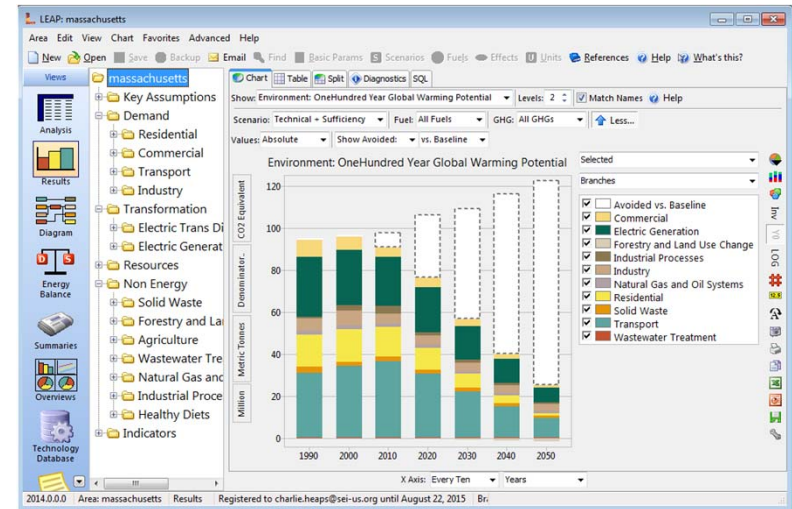 LEAP: massachusetts
Area Edit View Chart Favorites Advanced Help
New Open Save Backup Email Find Basic Params Scenarios Fuels Effects Units References Help What's this?
Views
Analysis
Results
Diagram
Energy
Balance
Summaries
Overviews
Technology
Database
massachusetts
Key Assumptions
Demand
Residential
Commercial
Transport
Industry
Transformation
Electric Trans Di
Electric Generat
Resources
Non Energy
Solid Waste
Forestry and La
Agriculture
Wastewater Tre
Natural Gas and
Industrial Proce
Healthy Diets
Indicators
Chart Table Split Diagnostics SQL
Show: Environment: OneHundred Year Global Warming Potential Levels: 2 Match Names Help
Scenario: Technical + Sufficiency Fuel: All Fuels GHG: All GHGs Less...
Values: Absolute Show Avoided: vs. Baseline
Environment: OneHundred Year Global Warming Potential
CO2 Equivalent
Denominator..
Metric Tonnes
Million
120
100
80
60
40
20
0
1990 2000 2010 2020 2030 2040 2050
X Axis: Every Ten Years
Selected
Branches
Avoided vs. Baseline
Commercial
Electric Generation
Forestry and Land Use Change
Industrial Processes
Industry
Natural Gas and Oil Systems
Residential
Solid Waste
Transport
Wastewater Treatment
Inv
Y0
LOG
2014.0.0.0 Area: massachusetts Results Registered to charlie.heaps@sei-us.org until August 22, 2015